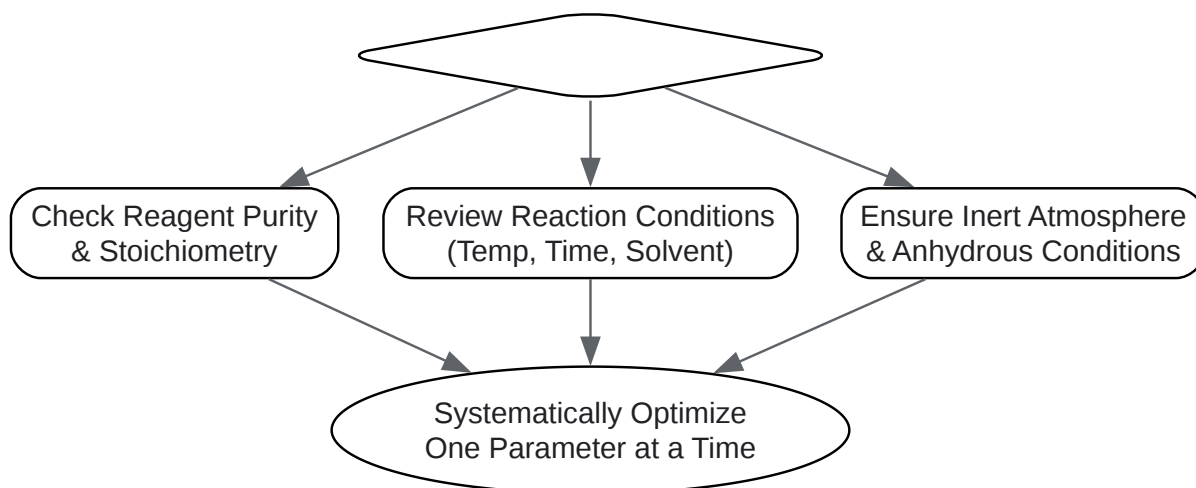 Check Reagent Purity
& Stoichiometry
Review Reaction Conditions
(Temp, Time, Solvent)
Ensure Inert Atmosphere
& Anhydrous Conditions
Systematically Optimize
One Parameter at a Time